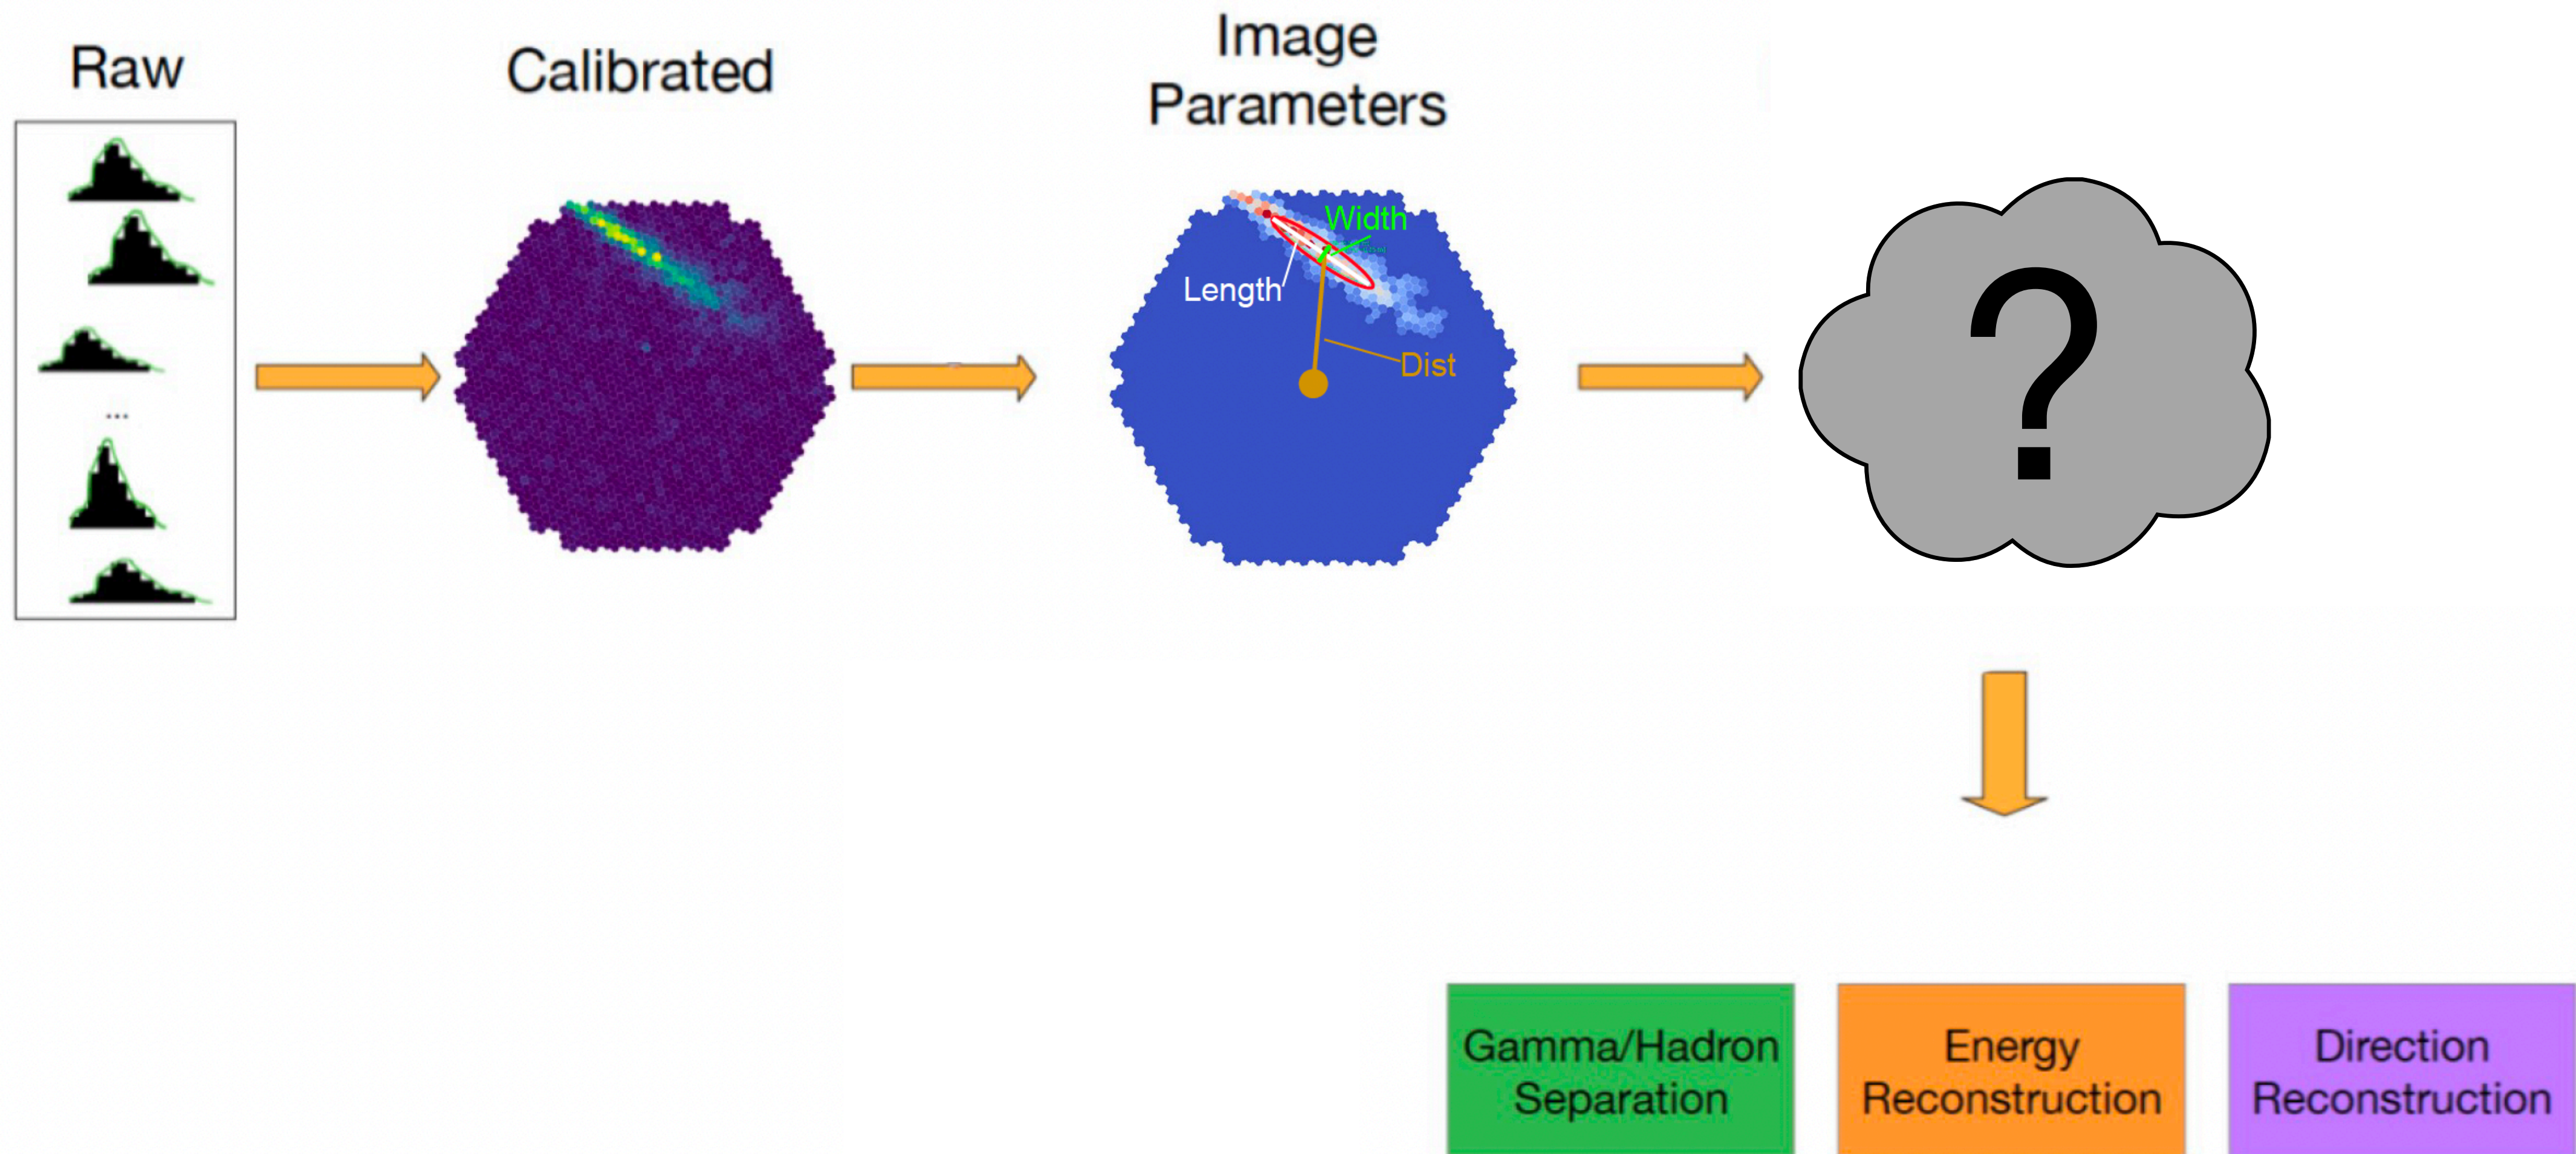 Raw
Calibrated
Image
Parameters
...
Width
Length
Dist
?
Gamma/Hadron
Separation
Energy
Reconstruction
Direction
Reconstruction